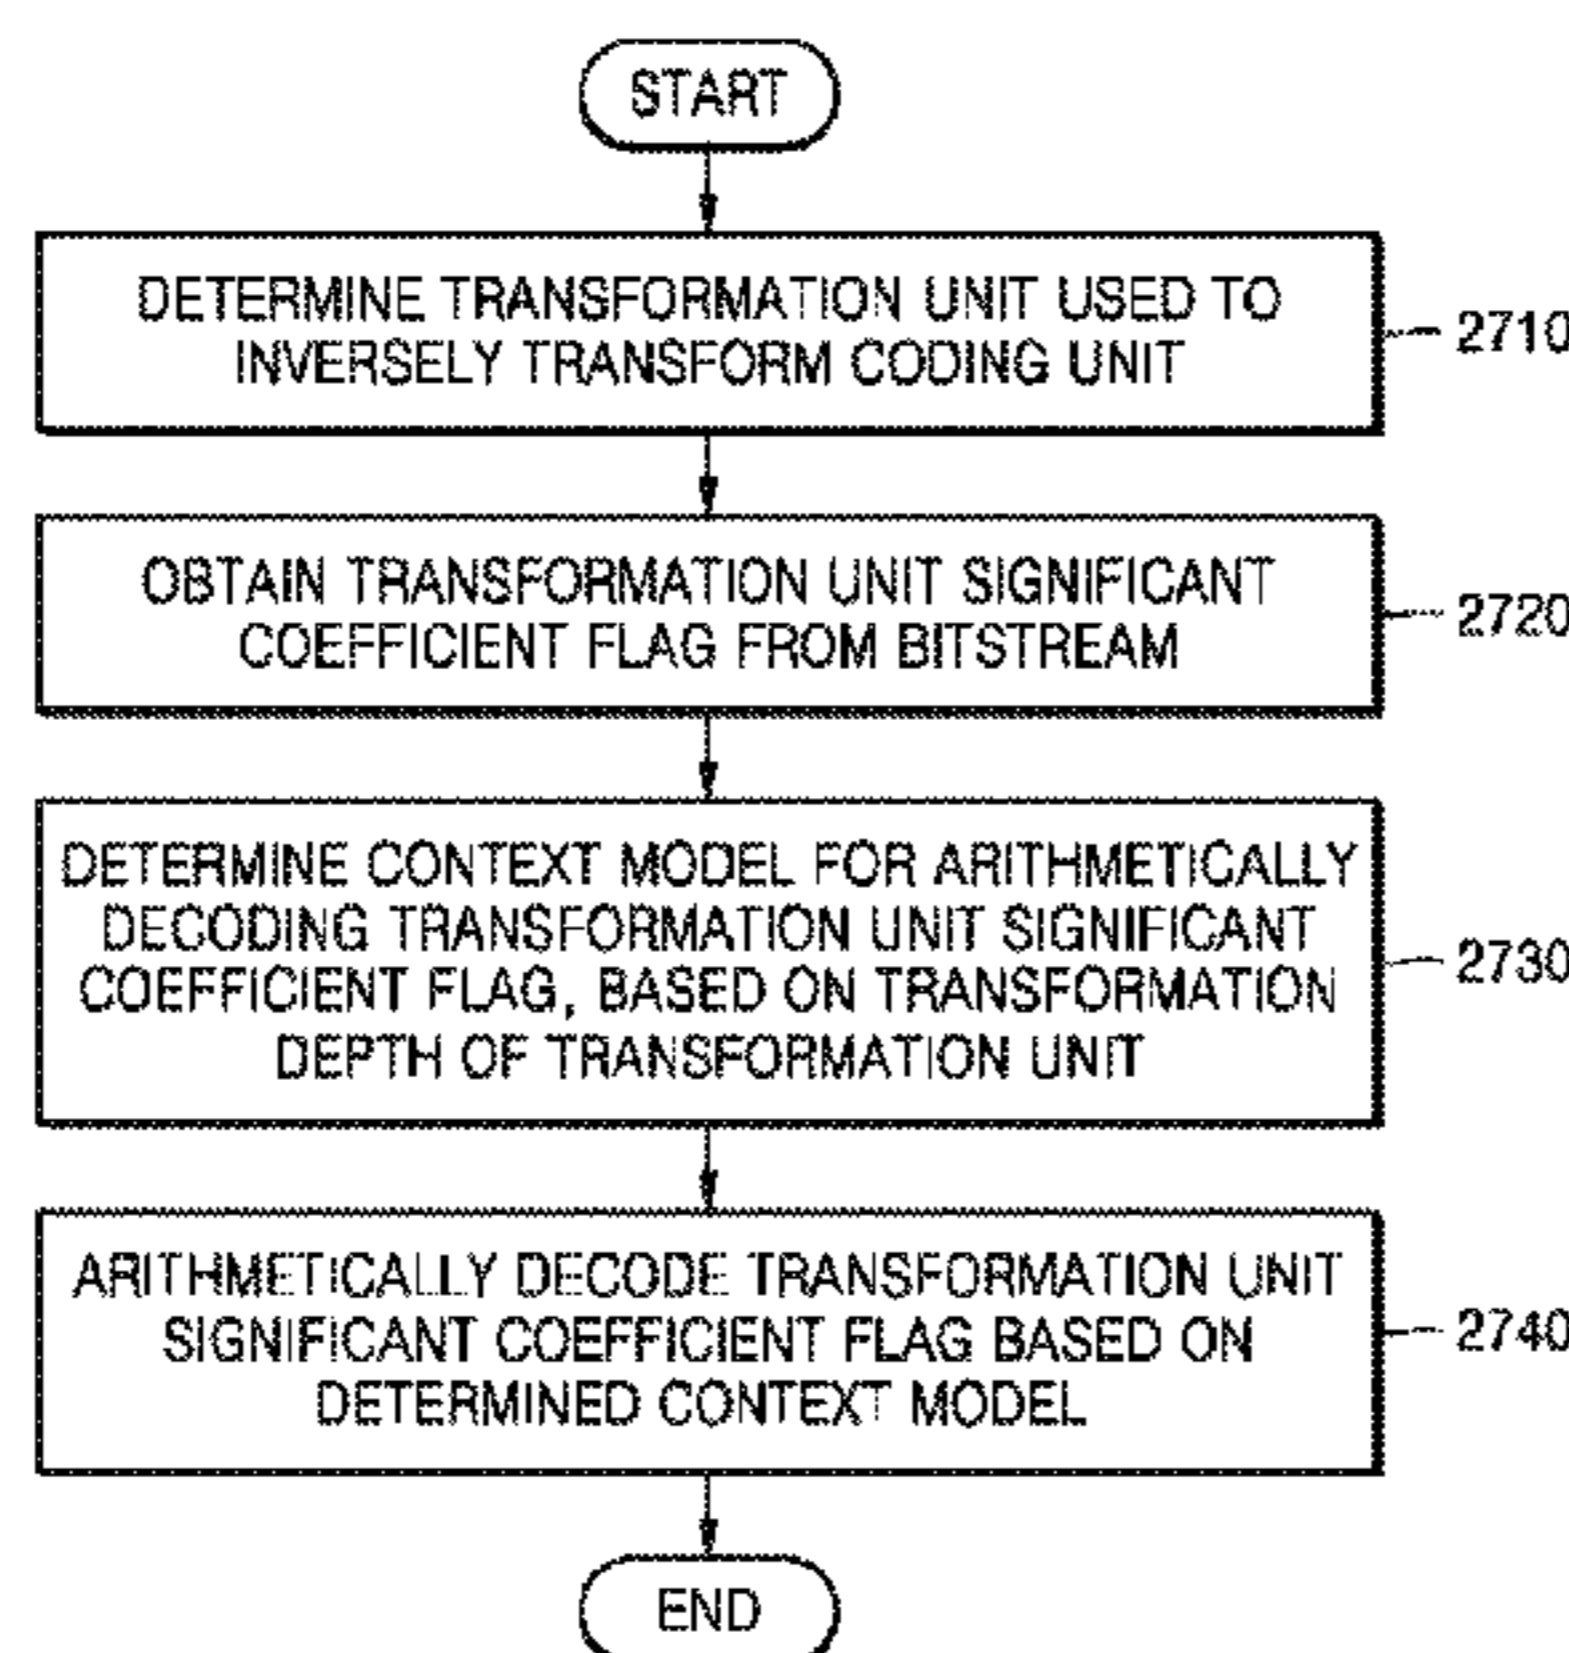 START
DETERMINE TRANSFORMATION UNIT USED TO
INVERSELY TRANSFORM CODING UNIT
2710
OBTAIN TRANSFORMATION UNIT SIGNIFICANT
COEFFICIENT FLAG FROM BITSTREAM
2720
DETERMINE CONTEXT MODEL FOR ARITHMETICALLY
DECODING TRANSFORMATION UNIT SIGNIFICANT
COEFFICIENT FLAG, BASED ON TRANSFORMATION
DEPTH OF TRANSFORMATION UNIT
2730
ARITHMETICALLY DECODE TRANSFORMATION UNIT
SIGNIFICANT COEFFICIENT FLAG BASED ON
DETERMINED CONTEXT MODEL
2740
END